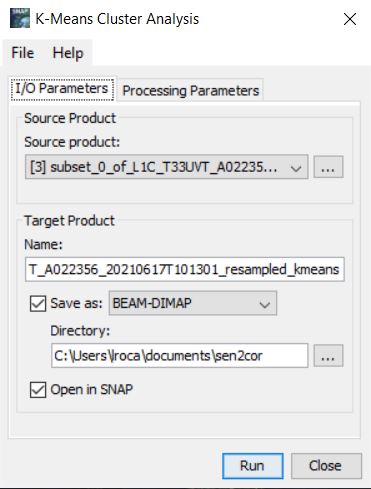 SNAP
K-Means Cluster Analysis
File Help
I/O Parameters Processing Parameters
Source Product
Source product:
[3] subset_0_of_L1C_T33UVT_A02235... ...
Target Product
Name:
T_A022356_20210617T101301_resampled_kmeans
Save as: BEAM-DIMAP
Directory:
C:\Users\lroca\documents\sen2cor ...
Open in SNAP
Run Close